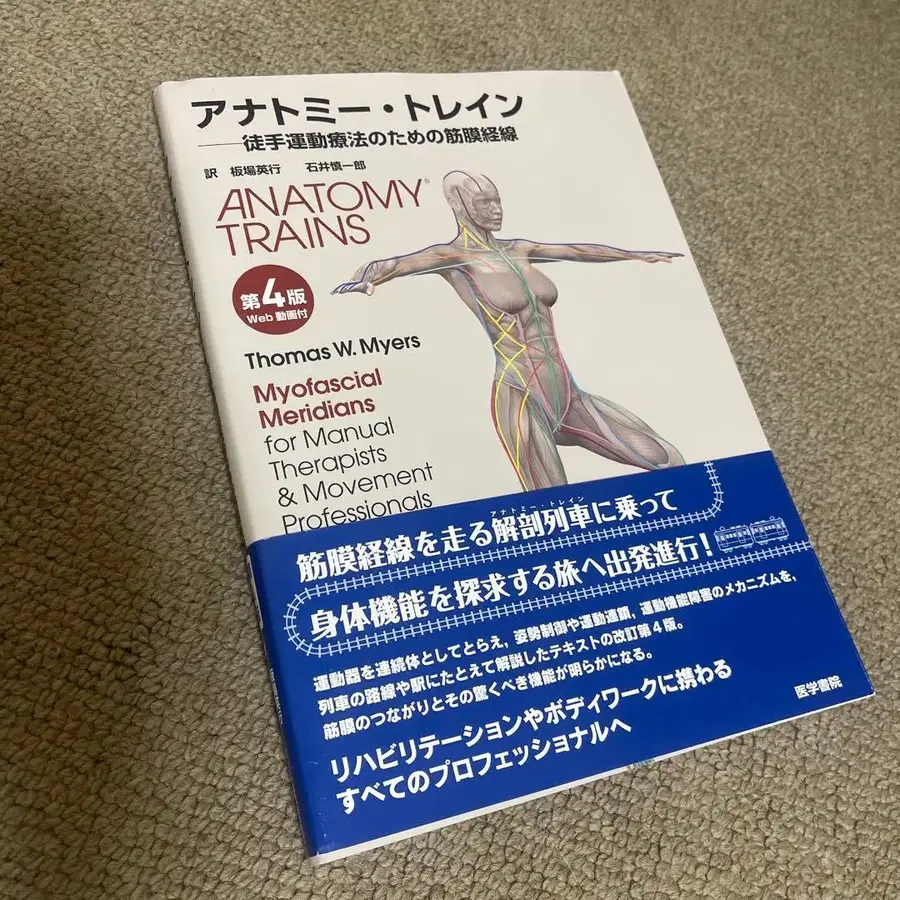 アナトミー・トレイン
──徒手運動療法のための筋膜経線
訳 板場英行 石井慎一郎
ANATOMY®
TRAINS
第4版
Web 動画付
Thomas W. Myers
Myofascial
Meridians
for Manual
Therapists
& Movement
Professionals
アナトミー・トレイン
筋膜経線を走る解剖列車に乗って
身体機能を探求する旅へ出発進行!
運動器を連続体としてとらえ,姿勢制御や運動連鎖,運動機能障害のメカニズムを,
列車の路線や駅にたとえて解説したテキストの改訂第4版。
筋膜のつながりとその驚くべき機能が明らかになる。
リハビリテーションやボディワークに携わる
すべてのプロフェッショナルへ
医学書院